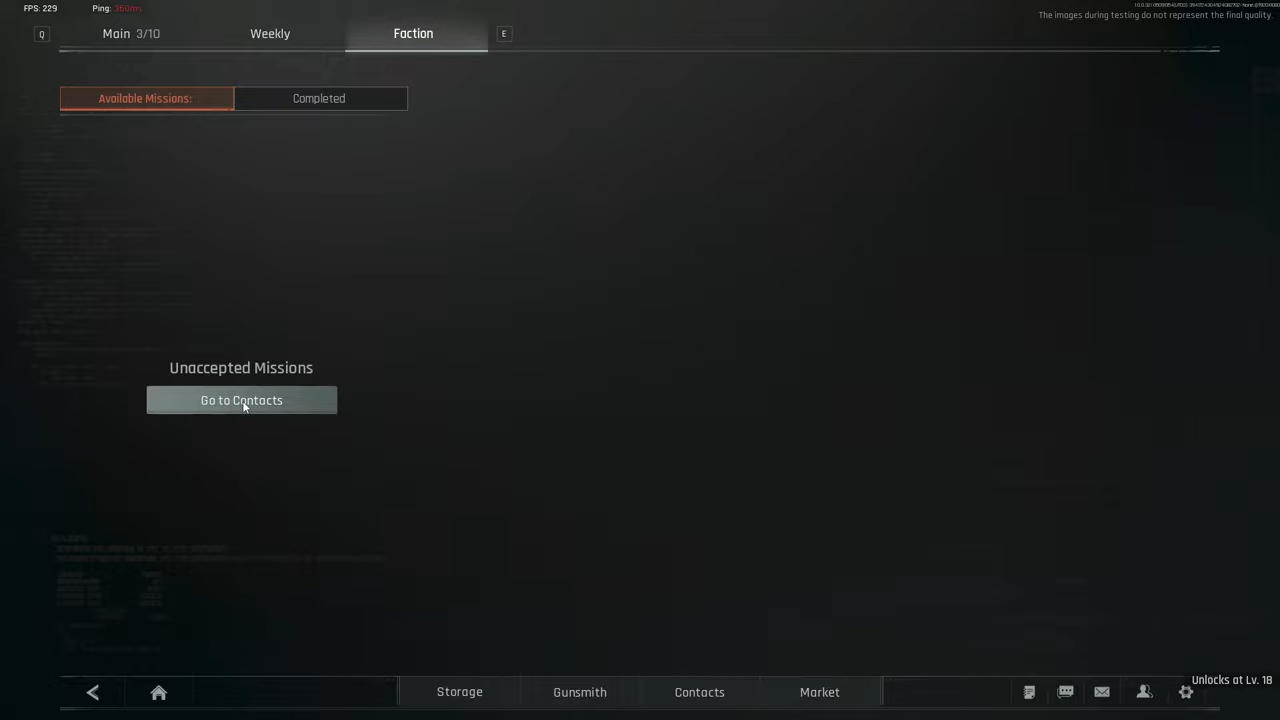 FPS: 229
Ping: 360ms
The images during testing do not represent the final quality
Q
Main 3/10
Weekly
Faction
E
Available Missions:
Completed
Unaccepted Missions
Go to Contacts
Storage
Gunsmith
Contacts
Market
Unlocks at Lv. 18